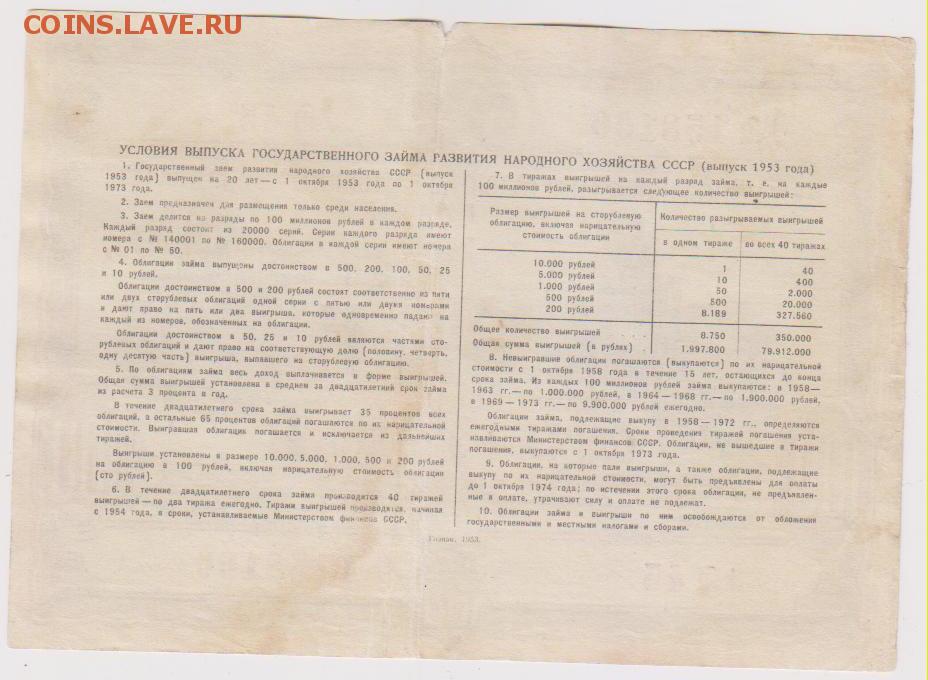 COINS.LAVE.RU
УСЛОВИЯ ВЫПУСКА ГОСУДАРСТВЕННОГО ЗАЙМА РАЗВИТИЯ НАРОДНОГО ХОЗЯЙСТВА СССР (выпуск 1953 года)
1. Государственный заем развития народного хозяйства СССР (выпуск
1953 года) выпущен на 20 лет — с 1 октября 1953 года по 1 октября
1973 года.
2. Заем предназначен для размещения только среди населения.
3. Заем делится на разряды по 100 миллионов рублей в каждом разряде.
Каждый разряд состоит из 20000 серий. Серии каждого разряда имеют
номера с № 140001 по № 160000. Облигации в каждой серии имеют номера
с № 01 по № 50.
4. Облигации займа выпущены достоинством в 500, 200, 100, 50, 25
и 10 рублей.
Облигации достоинством в 500 и 200 рублей состоят соответственно из пяти
или двух сторублевых облигаций одной серии с пятью или двумя номерами
и дают право на пять или два выигрыша, которые одновременно падают на
каждый из номеров, обозначенных на облигации.
Облигации достоинством в 50, 25 и 10 рублей являются частями сто-
рублевых облигаций и дают право на соответствующую долю (половину, четверть,
одну десятую часть) выигрыша, выпавшего на сторублевую облигацию.
5. По облигациям займа весь доход выплачивается в форме выигрышей.
Общая сумма выигрышей установлена в среднем за двадцатилетний срок займа
из расчета 3 процента в год.
В течение двадцатилетнего срока займа выигрывает 35 процентов всех
облигаций, а остальные 65 процентов облигаций погашаются по их нарицательной
стоимости. Выигравшая облигация погашается и исключается из дальнейших
тиражей.
Выигрыши установлены в размере 10.000, 5.000, 1.000, 500 и 200 рублей
на облигацию в 100 рублей, включая нарицательную стоимость облигации
(сто рублей).
6. В течение двадцатилетнего срока займа производится 40 тиражей
выигрышей — по два тиража ежегодно. Тиражи выигрышей производятся, начиная
с 1954 года, в сроки, устанавливаемые Министерством финансов СССР.
7. В тиражах выигрышей на каждый разряд займа, т. е. на каждые
100 миллионов рублей, разыгрывается следующее количество выигрышей:
Размер выигрышей на сторублевую
облигацию, включая нарицательную
стоимость облигации
Количество разыгрываемых выигрышей
в одном тираже во всех 40 тиражах
10.000 рублей 1 40
5.000 рублей 10 400
1.000 рублей 50 2.000
500 рублей 500 20.000
200 рублей 8.189 327.560
Общее количество выигрышей 8.750 350.000
Общая сумма выигрышей (в рублях) 1.997.800 79.912.000
8. Невыигравшие облигации погашаются (выкупаются) по их нарицательной
стоимости с 1 октября 1958 года в течение 15 лет, остающихся до конца
срока займа. Из каждых 100 миллионов рублей займа выкупаются: в 1958—
1963 гг.— по 1.000.000 рублей, в 1964—1968 гг.— по 1.900.000 рублей,
в 1969—1973 гг.— по 9.900.000 рублей ежегодно.
Облигации займа, подлежащие выкупу в 1958—1972 гг., определяются
ежегодными тиражами погашения. Сроки проведения тиражей погашения уста-
навливаются Министерством финансов СССР. Облигации, не вышедшие в тиражи
погашения, выкупаются с 1 октября 1973 года.
9. Облигации, на которые пали выигрыши, а также облигации, подлежащие
выкупу по их нарицательной стоимости, могут быть предъявлены для оплаты
до 1 октября 1974 года; по истечении этого срока облигации, не предъявлен-
ные к оплате, утрачивают силу и оплате не подлежат.
10. Облигации займа и выигрыши по ним освобождаются от обложения
государственными и местными налогами и сборами.
Гознак. 1953.